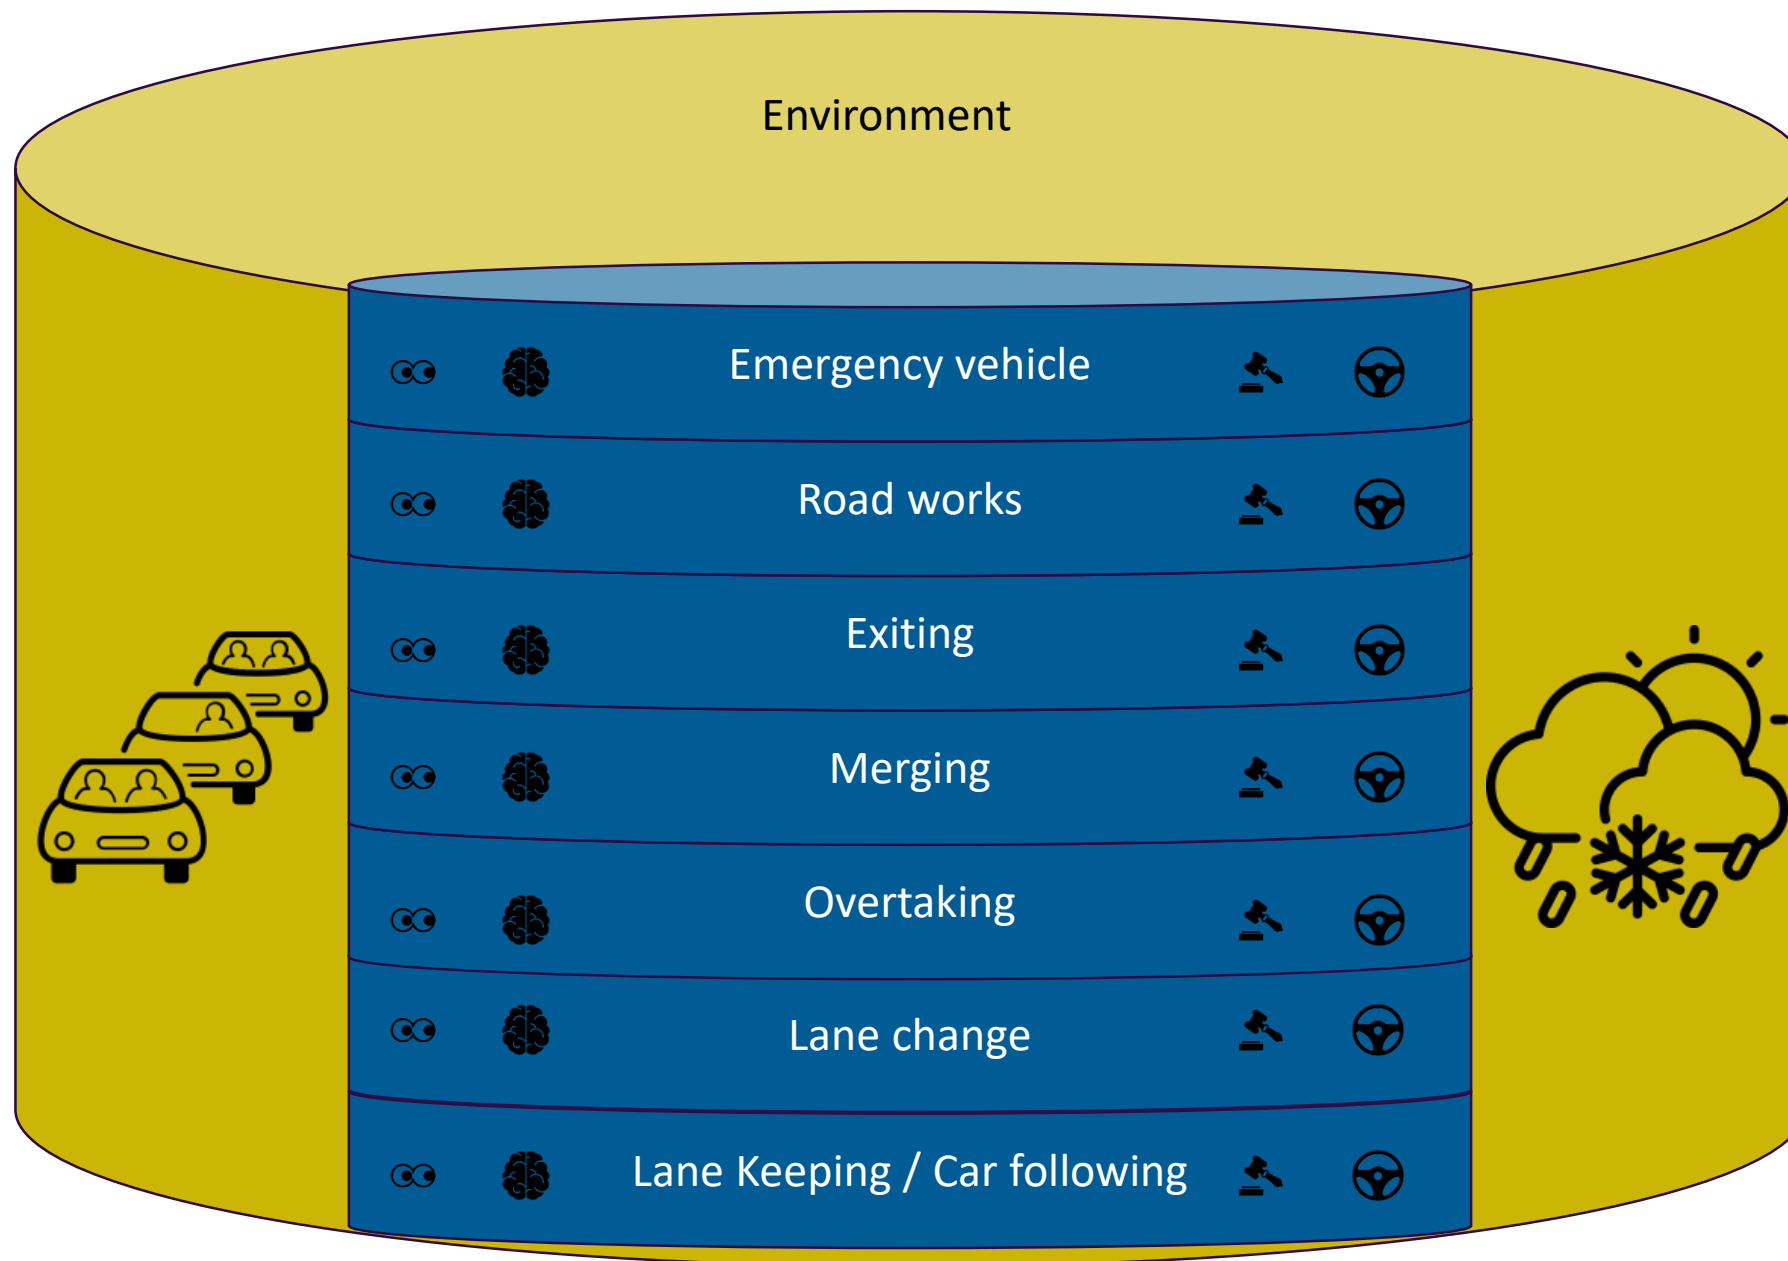 Environment
Emergency vehicle
Road works
Exiting
Merging
Overtaking
Lane change
Lane Keeping / Car following